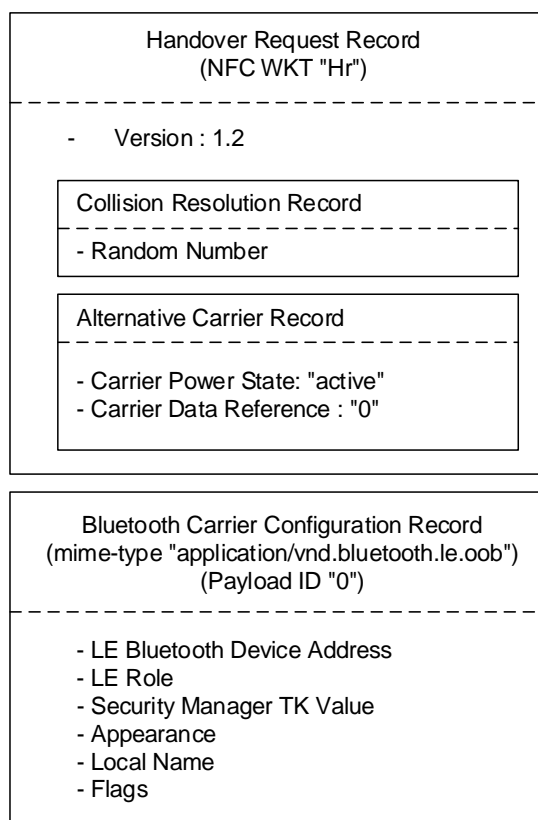 Handover Request Record
(NFC WKT "Hr")
- Version : 1.2
Collision Resolution Record
- Random Number
Alternative Carrier Record
- Carrier Power State: "active"
- Carrier Data Reference : "0"
Bluetooth Carrier Configuration Record
(mime-type "application/vnd.bluetooth.le.oob")
(Payload ID "0")
- LE Bluetooth Device Address
- LE Role
- Security Manager TK Value
- Appearance
- Local Name
- Flags